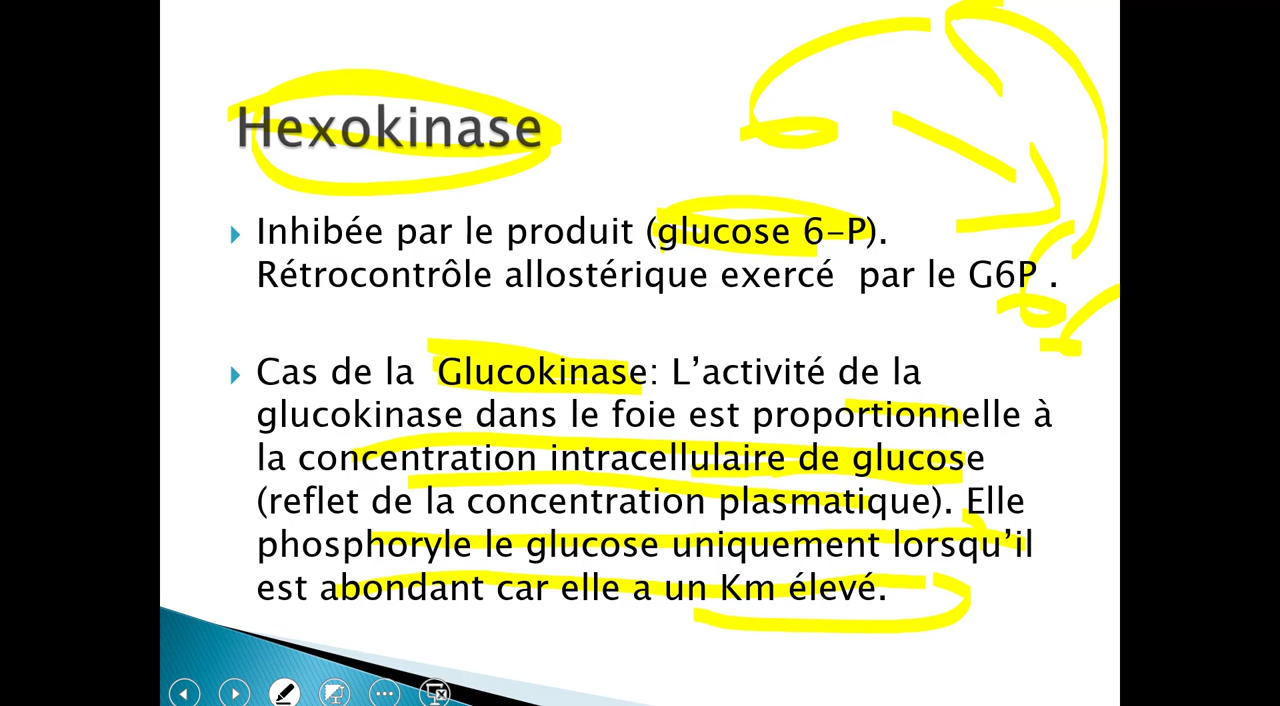 Hexokinase
Inhibée par le produit (glucose 6-P).
Rétrocontrôle allostérique exercé par le G6P .
Cas de la Glucokinase: L’activité de la
glucokinase dans le foie est proportionnelle à
la concentration intracellulaire de glucose
(reflet de la concentration plasmatique). Elle
phosphoryle le glucose uniquement lorsqu’il
est abondant car elle a un Km élevé.